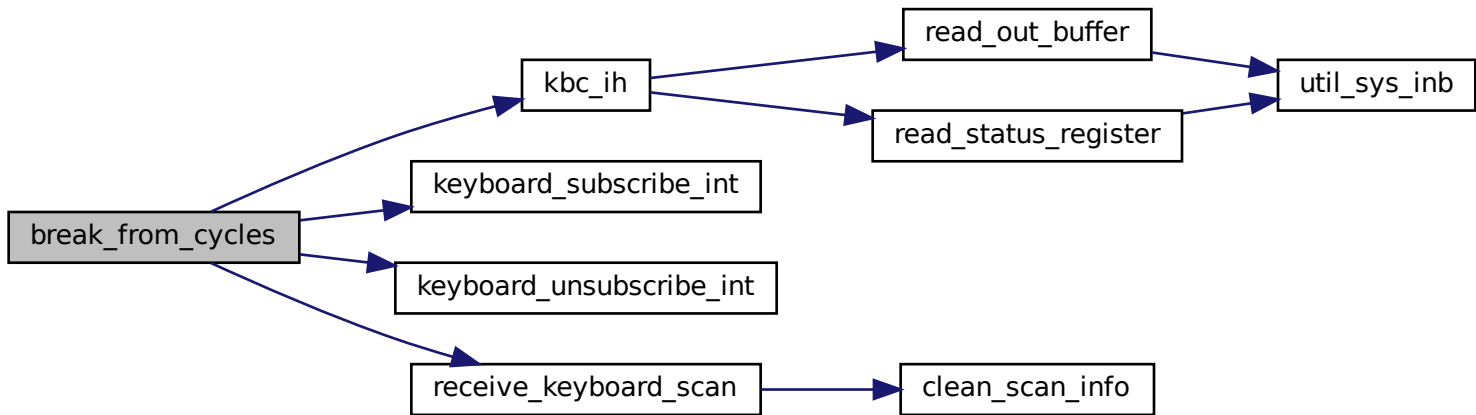 break_from_cycles
kbc_ih
read_out_buffer
util_sys_inb
read_status_register
keyboard_subscribe_int
keyboard_unsubscribe_int
receive_keyboard_scan
clean_scan_info